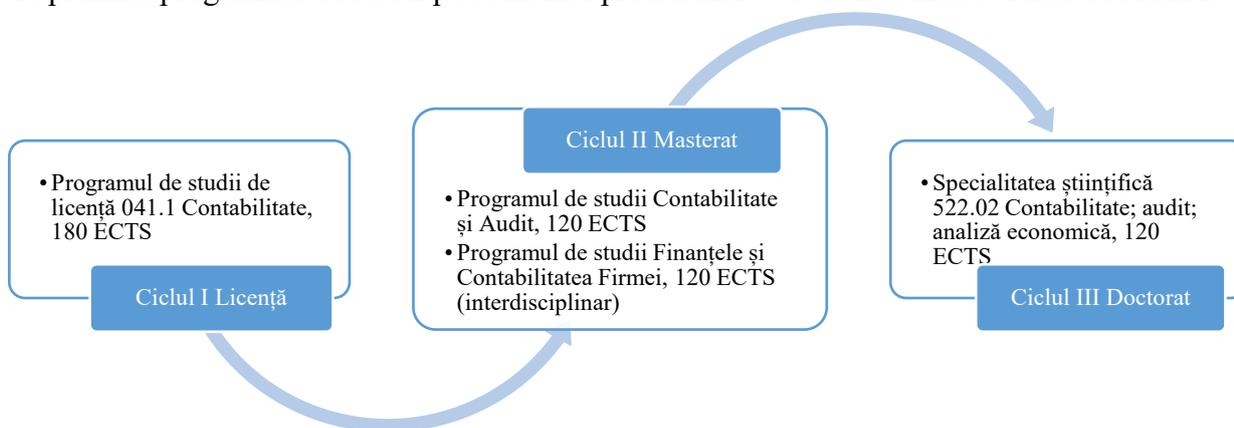 • Programul de studii de
licență 041.1 Contabilitate,
180 ECTS
Ciclul I Licență
Ciclul II Masterat
• Programul de studii Contabilitate
și Audit, 120 ECTS
• Programul de studii Finanțele și
Contabilitatea Firmei, 120 ECTS
(interdisciplinar)
• Specialitatea științifică
522.02 Contabilitate; audit;
analiză economică, 120
ECTS
Ciclul III Doctorat